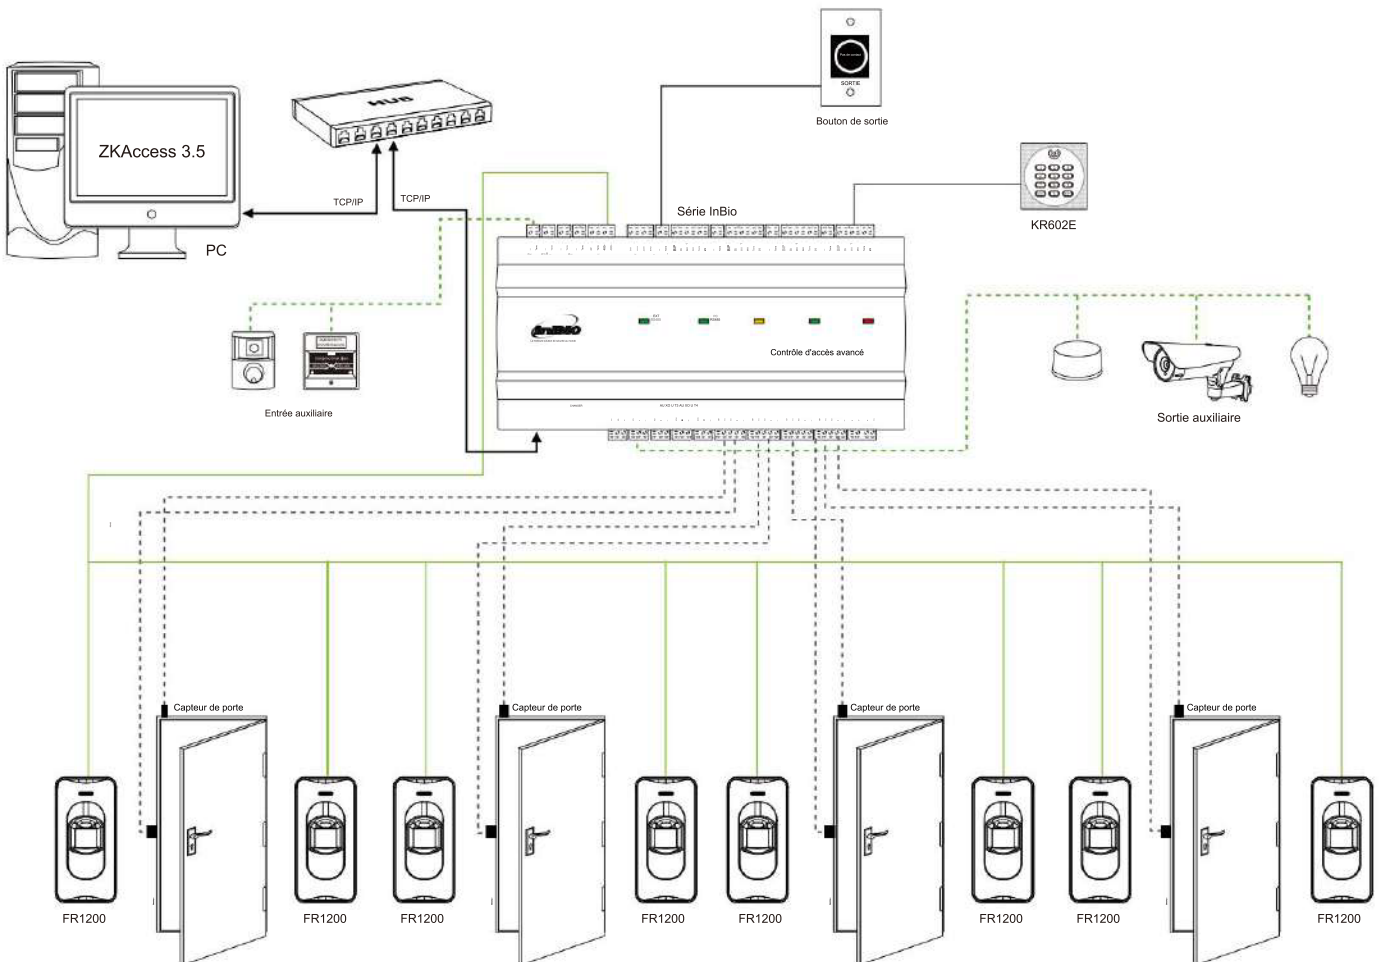 SORTIE
Bouton de sortie
HUB
ZKAccess 3.5
TCP/IP
TCP/IP
Série InBio
KR602E
PC
Contrôle d'accès avancé
Entrée auxiliaire
Sortie auxiliaire
Capteur de porte
Capteur de porte
Capteur de porte
Capteur de porte
FR1200
FR1200
FR1200
FR1200
FR1200
FR1200
FR1200
FR1200